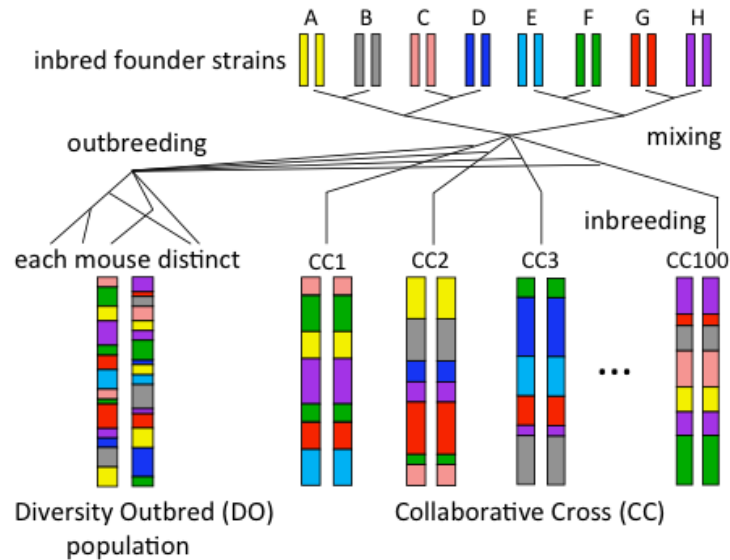 A B C D E F G H
inbred founder strains
outbreeding
mixing
inbreeding
each mouse distinct
CC1 CC2 CC3 CC100
...
Diversity Outbred (DO)
population
Collaborative Cross (CC)